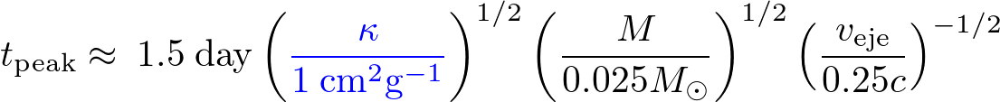 t_peak ≈ 1.5 day (κ / 1 cm²g⁻¹)^{1/2} (M / 0.025M_⊙)^{1/2} (v_eje / 0.25c)^{−1/2}